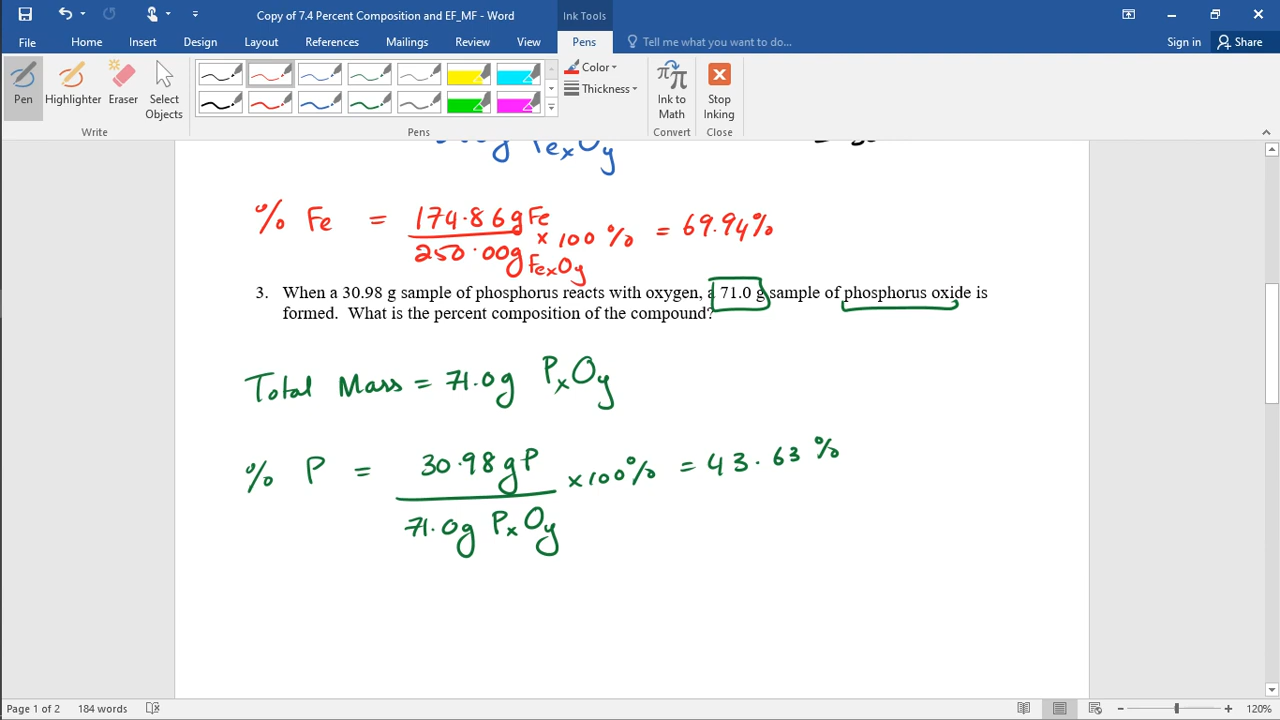 Copy of 7.4 Percent Composition and EF_MF - Word
Ink Tools
File Home Insert Design Layout References Mailings Review View Pens Tell me what you want to do... Sign in Share
Pen Highlighter Eraser Select Objects
Color
Thickness
Ink to Math
Stop Inking
Write Pens Convert Close
g FexOy
% Fe = 174.86g Fe / 250.00g FexOy × 100 % = 69.94%
3. When a 30.98 g sample of phosphorus reacts with oxygen, a 71.0 g sample of phosphorus oxide is
formed. What is the percent composition of the compound?
Total Mass = 71.0g PxOy
% P = 30.98 g P / 71.0g PxOy × 100% = 43.63 %
Page 1 of 2 184 words 120%